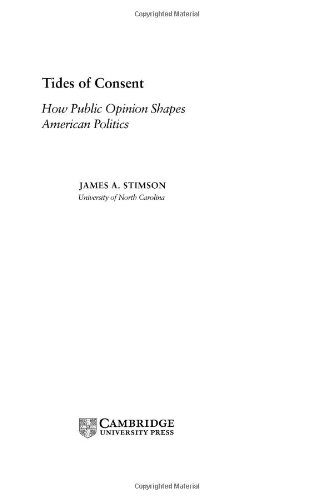 Copyrighted Material
Tides of Consent
How Public Opinion Shapes
American Politics
JAMES A. STIMSON
University of North Carolina
CAMBRIDGE
UNIVERSITY PRESS
Copyrighted Material